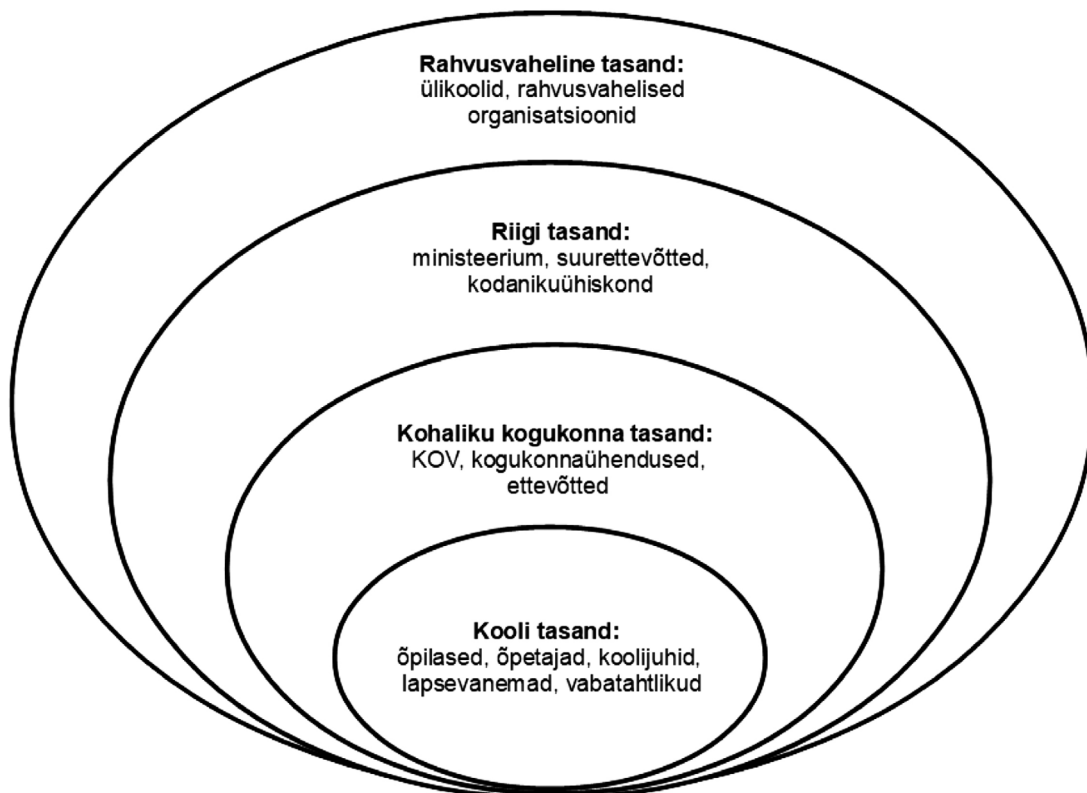 Rahvusvaheline tasand:
ülikoolid, rahvusvahelised
organisatsioonid
Riigi tasand:
ministeerium, suurettevõtted,
kodanikuühiskond
Kohaliku kogukonna tasand:
KOV, kogukonnaühendused,
ettevõtted
Kooli tasand:
õpilased, õpetajad, koolijuhid,
lapsevanemad, vabatahtlikud